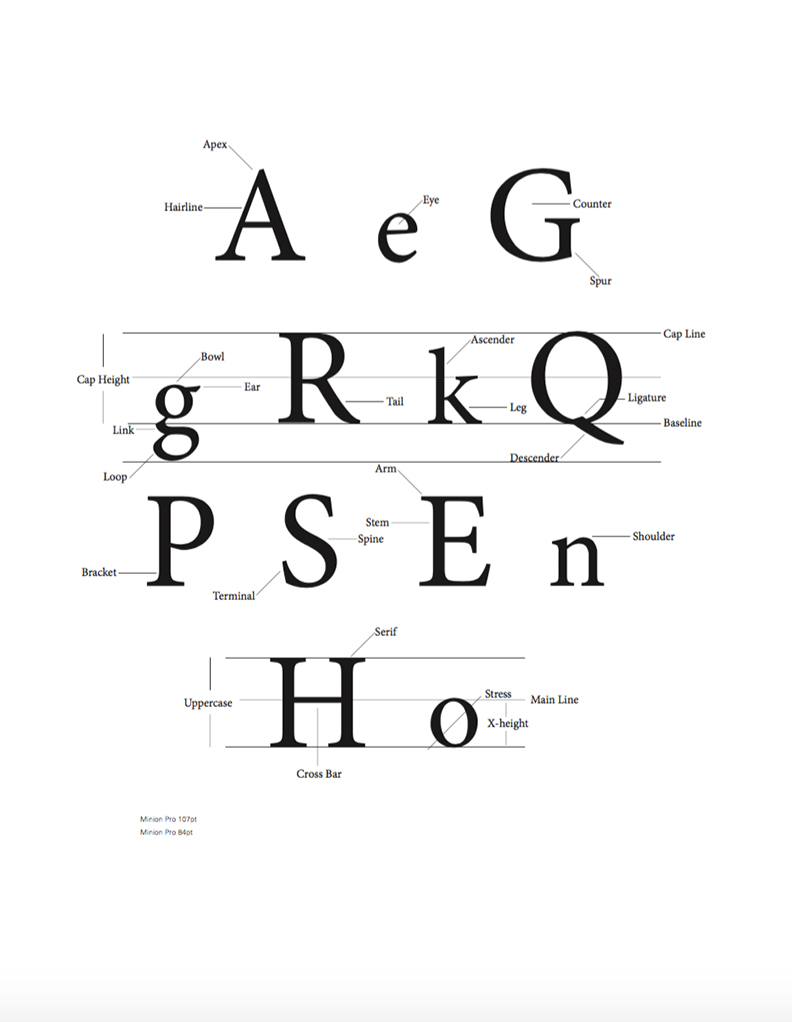 Apex
Hairline
A e G
Eye
Counter
Spur
Cap Line
Ascender
Bowl
Cap Height
Ear
g R k Q
Tail
Leg
Ligature
Baseline
Link
Descender
Loop
Arm
Stem
Spine
P S E n
Shoulder
Bracket
Terminal
Serif
Uppercase
H o
Stress
Main Line
X-height
Cross Bar
Minion Pro 107pt
Minion Pro 84pt